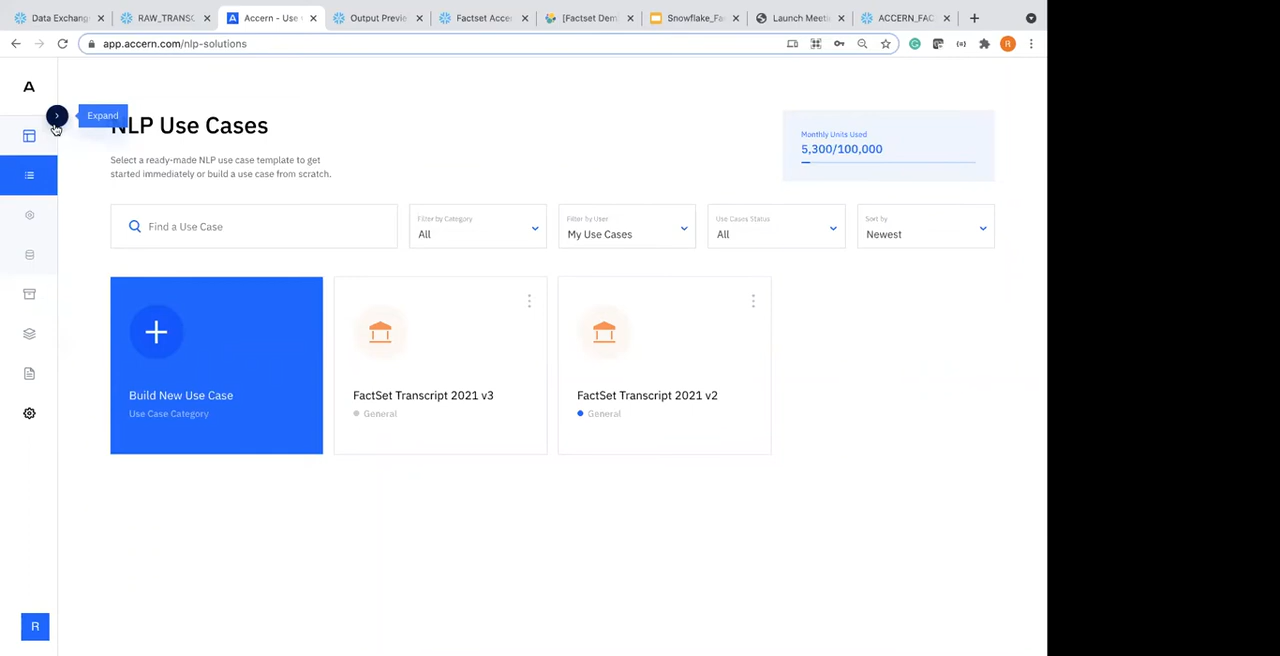 Data Exchang
RAW_TRANSC
Accern - Use
Output Previe
Factset Acce
[Factset Dem
Snowflake_Fa
Launch Meeti
ACCERN_FAC
app.accern.com/nlp-solutions
R
A
Expand
NLP Use Cases
Select a ready-made NLP use case template to get
started immediately or build a use case from scratch.
Monthly Units Used
5,300/100,000
Find a Use Case
Filter by Category
All
Filter by User
My Use Cases
Use Cases Status
All
Sort by
Newest
Build New Use Case
Use Case Category
FactSet Transcript 2021 v3
General
FactSet Transcript 2021 v2
General
R